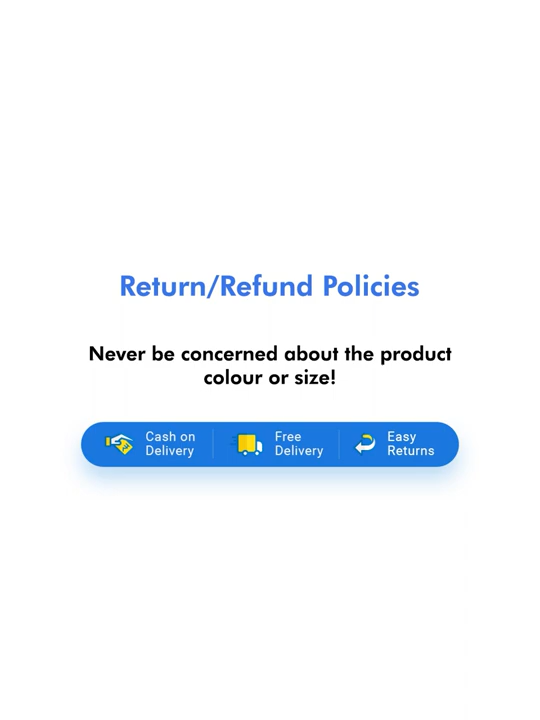 Return/Refund Policies
Never be concerned about the product
colour or size!
Cash on
Delivery
Free
Delivery
Easy
Returns